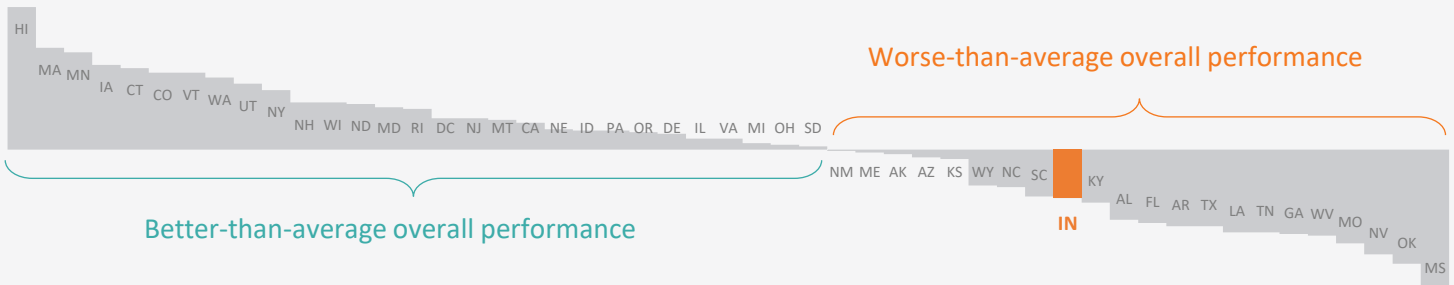 HI
MA
MN
IA
CT
CO
VT
WA
UT
NY
NH
WI
ND
MD
RI
DC
NJ
MT
CA
NE
ID
PA
OR
DE
IL
VA
MI
OH
SD
Worse-than-average overall performance
NM
ME
AK
AZ
KS
WY
NC
SC
IN
KY
AL
FL
AR
TX
LA
TN
GA
WV
MO
NV
OK
MS
Better-than-average overall performance